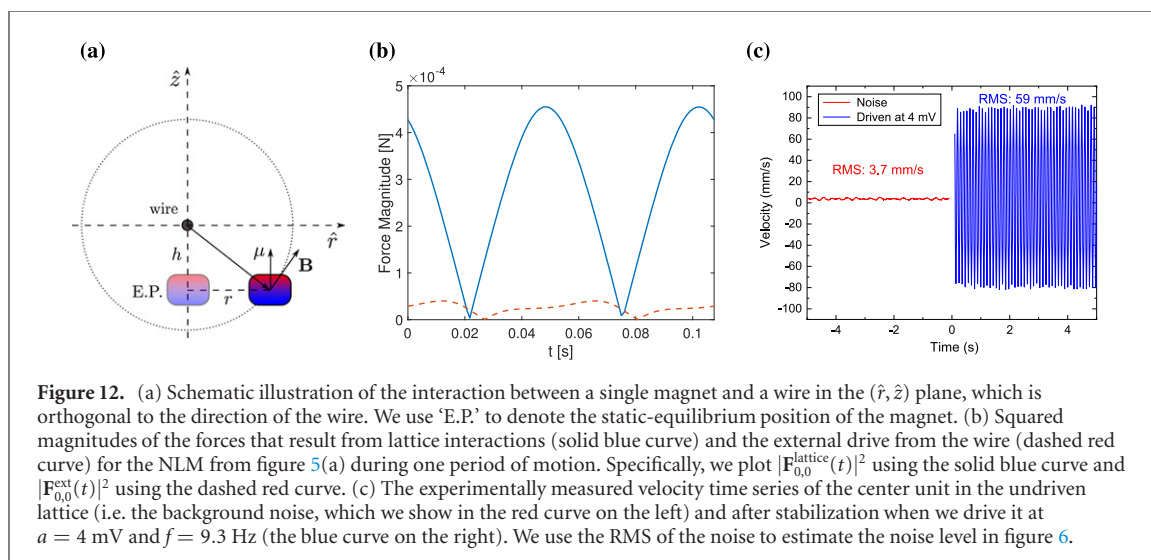 (a)
ẑ
wire
r̂
h
μ
B
E.P.
r
(b)
×10⁻⁴
Force Magnitude [N]
5
4
3
2
1
0
0 0.02 0.04 0.06 0.08 0.1
t [s]
(c)
Noise
Driven at 4 mV
RMS: 59 mm/s
RMS: 3.7 mm/s
Velocity (mm/s)
100
80
60
40
20
0
-20
-40
-60
-80
-100
-4 -2 0 2 4
Time (s)
Figure 12. (a) Schematic illustration of the interaction between a single magnet and a wire in the (r̂, ẑ) plane, which is
orthogonal to the direction of the wire. We use ‘E.P.’ to denote the static-equilibrium position of the magnet. (b) Squared
magnitudes of the forces that result from lattice interactions (solid blue curve) and the external drive from the wire (dashed red
curve) for the NLM from figure 5(a) during one period of motion. Specifically, we plot |F₀,₀^lattice(t)|² using the solid blue curve and
|F₀,₀^ext(t)|² using the dashed red curve. (c) The experimentally measured velocity time series of the center unit in the undriven
lattice (i.e. the background noise, which we show in the red curve on the left) and after stabilization when we drive it at
a = 4 mV and f = 9.3 Hz (the blue curve on the right). We use the RMS of the noise to estimate the noise level in figure 6.